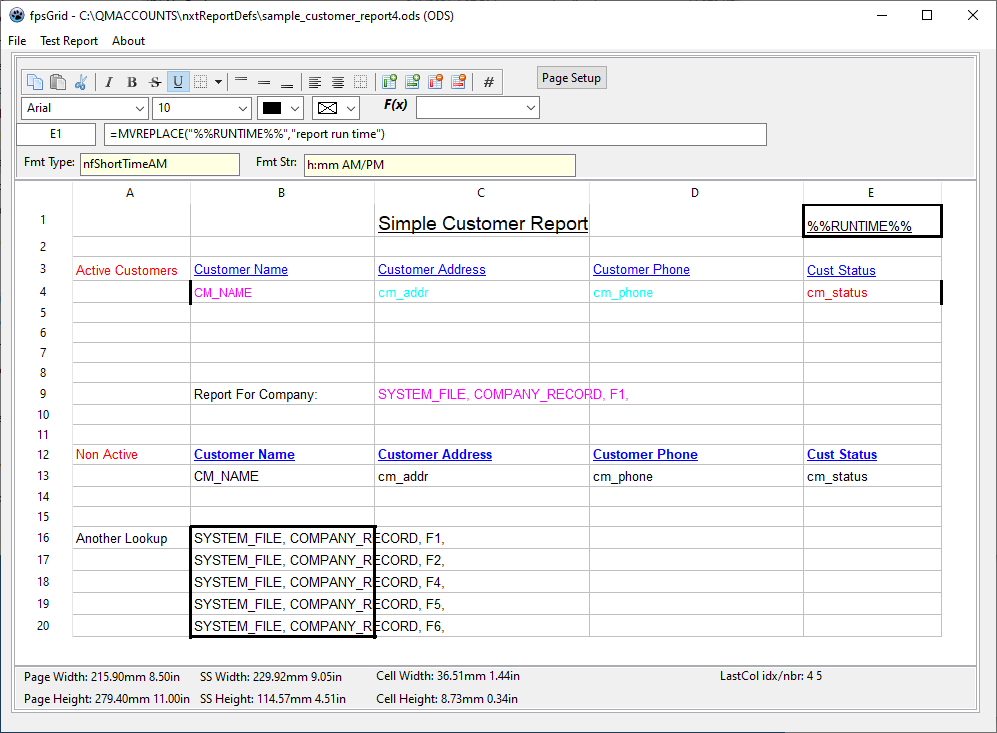 fpsGrid - C:\QMACCOUNTS\nxtReportDefs\sample_customer_report4.ods (ODS)
File Test Report About
I B S U # Page Setup
Arial 10 F(x)
E1 =MVREPLACE("%%RUNTIME%%","report run time")
Fmt Type: nfShortTimeAM Fmt Str: h:mm AM/PM
A B C D E
1 Simple Customer Report %%RUNTIME%%
2
3 Active Customers Customer Name Customer Address Customer Phone Cust Status
4 CM_NAME cm_addr cm_phone cm_status
5
6
7
8
9 Report For Company: SYSTEM_FILE, COMPANY_RECORD, F1,
10
11
12 Non Active Customer Name Customer Address Customer Phone Cust Status
13 CM_NAME cm_addr cm_phone cm_status
14
15
16 Another Lookup SYSTEM_FILE, COMPANY_RECORD, F1,
17 SYSTEM_FILE, COMPANY_RECORD, F2,
18 SYSTEM_FILE, COMPANY_RECORD, F4,
19 SYSTEM_FILE, COMPANY_RECORD, F5,
20 SYSTEM_FILE, COMPANY_RECORD, F6,
Page Width: 215.90mm 8.50in SS Width: 229.92mm 9.05in Cell Width: 36.51mm 1.44in LastCol idx/nbr: 4 5
Page Height: 279.40mm 11.00in SS Height: 114.57mm 4.51in Cell Height: 8.73mm 0.34in